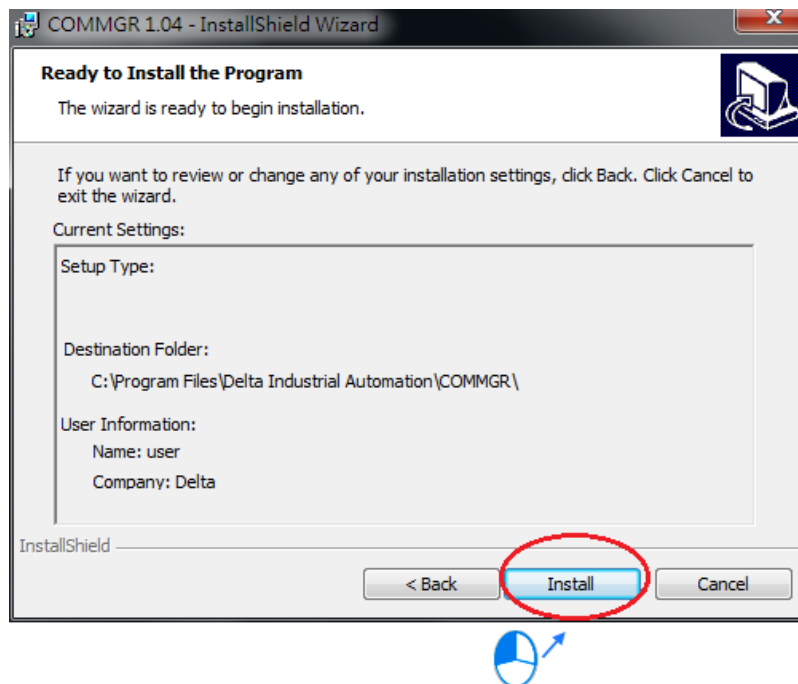 COMMGR 1.04 - InstallShield Wizard
Ready to Install the Program
The wizard is ready to begin installation.
If you want to review or change any of your installation settings, click Back. Click Cancel to
exit the wizard.
Current Settings:
Setup Type:
Destination Folder:
C:\Program Files\Delta Industrial Automation\COMMGR\
User Information:
Name: user
Company: Delta
InstallShield
< Back
Install
Cancel